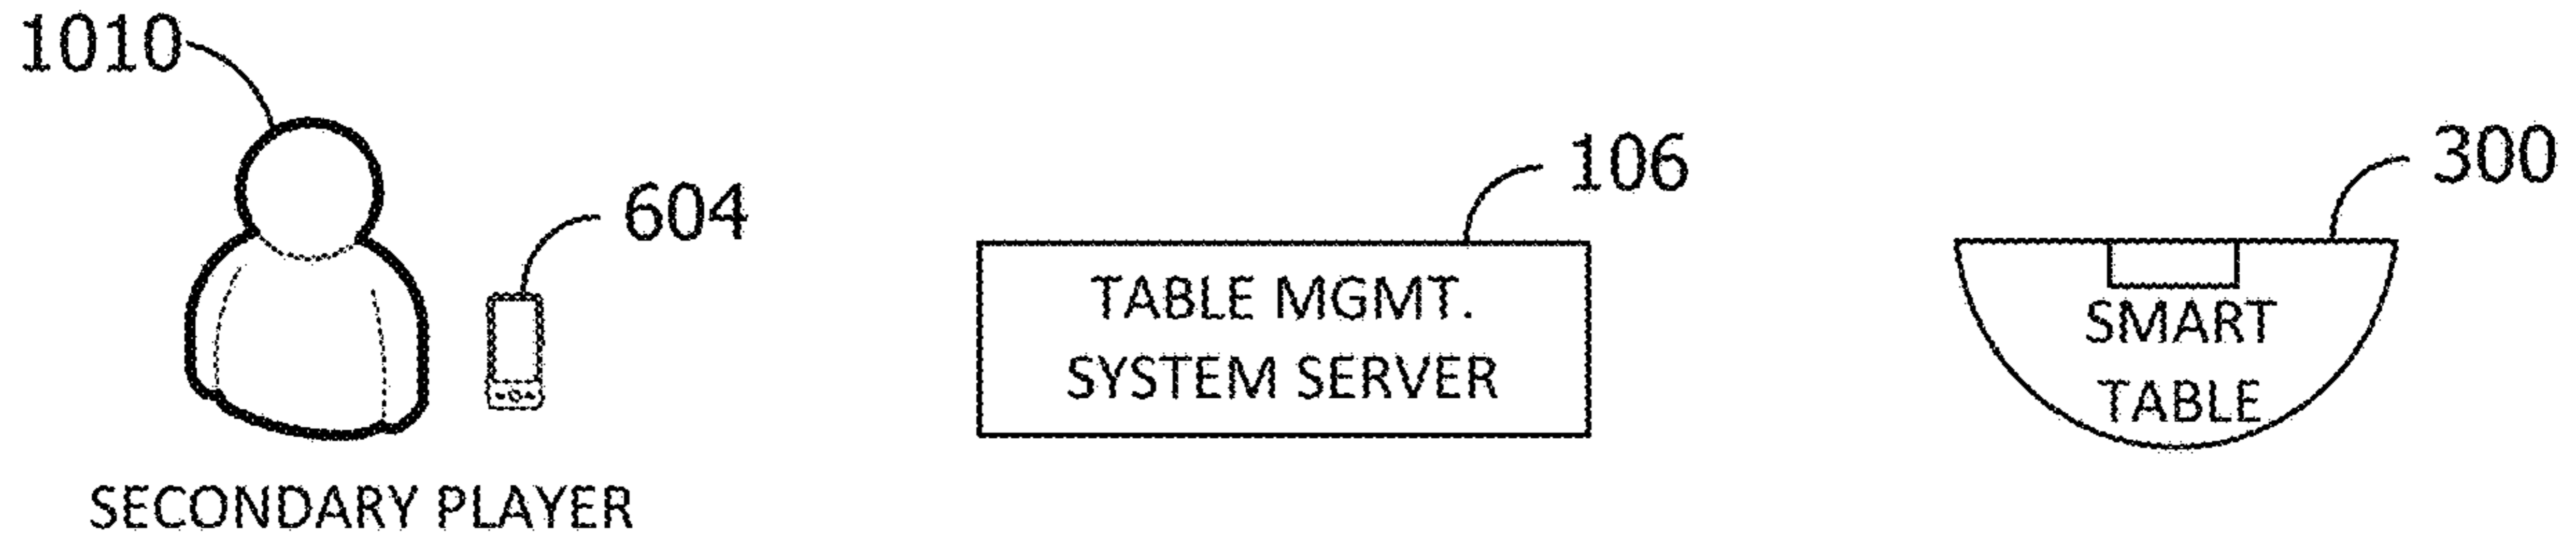 1010
604
106
300
TABLE MGMT.
SYSTEM SERVER
SMART
TABLE
SECONDARY PLAYER